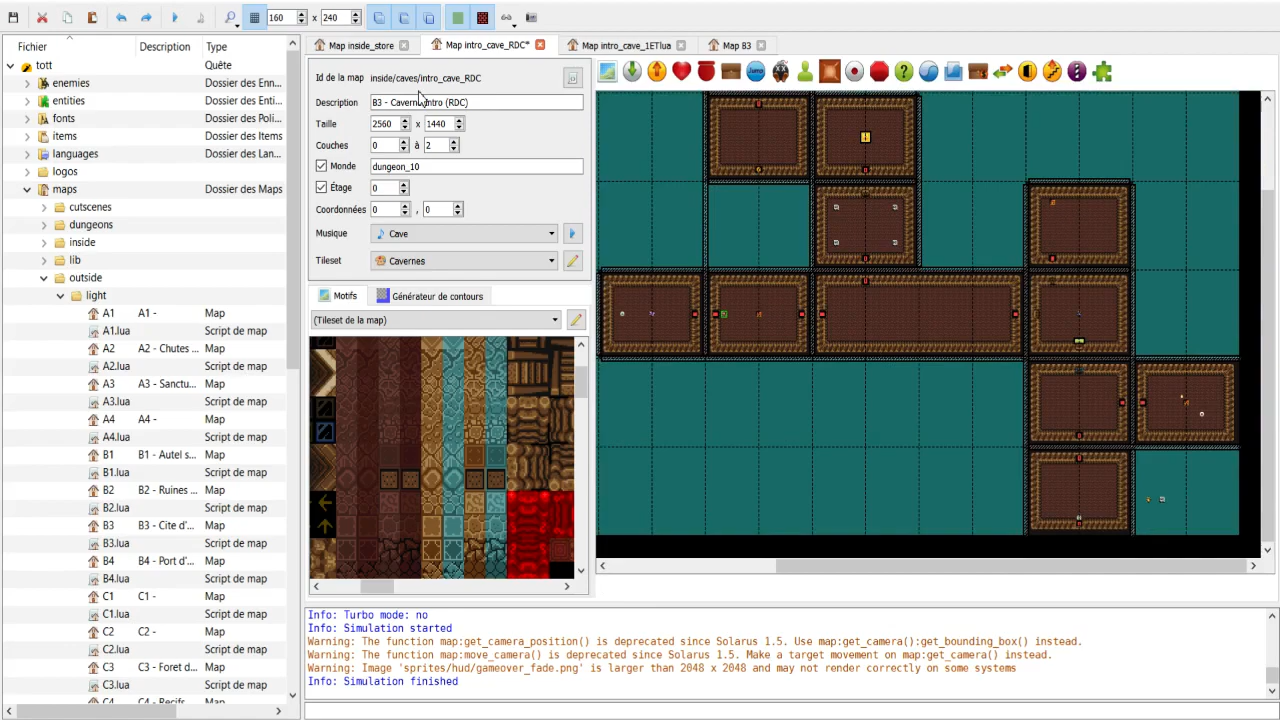 160 x 240
Map inside_store
Map intro_cave_RDC*
Map intro_cave_1ETlua
Map B3
Fichier Description Type
tott Quête
enemies Dossier des Enn...
entities Dossier des Ent...
fonts Dossier des Poli...
items Dossier des Items
languages Dossier des Lan...
logos
maps Dossier des Maps
cutscenes
dungeons
inside
lib
outside
light
A1 A1 - Map
A1.lua Script de map
A2 A2 - Chutes ... Map
A2.lua Script de map
A3 A3 - Sanctu... Map
A3.lua Script de map
A4 A4 - Map
A4.lua Script de map
B1 B1 - Autel s... Map
B1.lua Script de map
B2 B2 - Ruines ... Map
B2.lua Script de map
B3 B3 - Cite d'... Map
B3.lua Script de map
B4 B4 - Port d'... Map
B4.lua Script de map
C1 C1 - Map
C1.lua Script de map
C2 C2 - Map
C2.lua Script de map
C3 C3 - Foret d... Map
C3.lua Script de map
C4 C4 - Recifs ... Map
Id de la map inside/caves/intro_cave_RDC
Description B3 - Caverne Intro (RDC)
Taille 2560 x 1440
Couches 0 à 2
Monde dungeon_10
Étage 0
Coordonnées 0 , 0
Musique Cave
Tileset Cavernes
Motifs Générateur de contours
(Tileset de la map)
Jump
Info: Turbo mode: no
Info: Simulation started
Warning: The function map:get_camera_position() is deprecated since Solarus 1.5. Use map:get_camera():get_bounding_box() instead.
Warning: The function map:move_camera() is deprecated since Solarus 1.5. Make a target movement on map:get_camera() instead.
Warning: Image 'sprites/hud/gameover_fade.png' is larger than 2048 x 2048 and may not render correctly on some systems
Info: Simulation finished